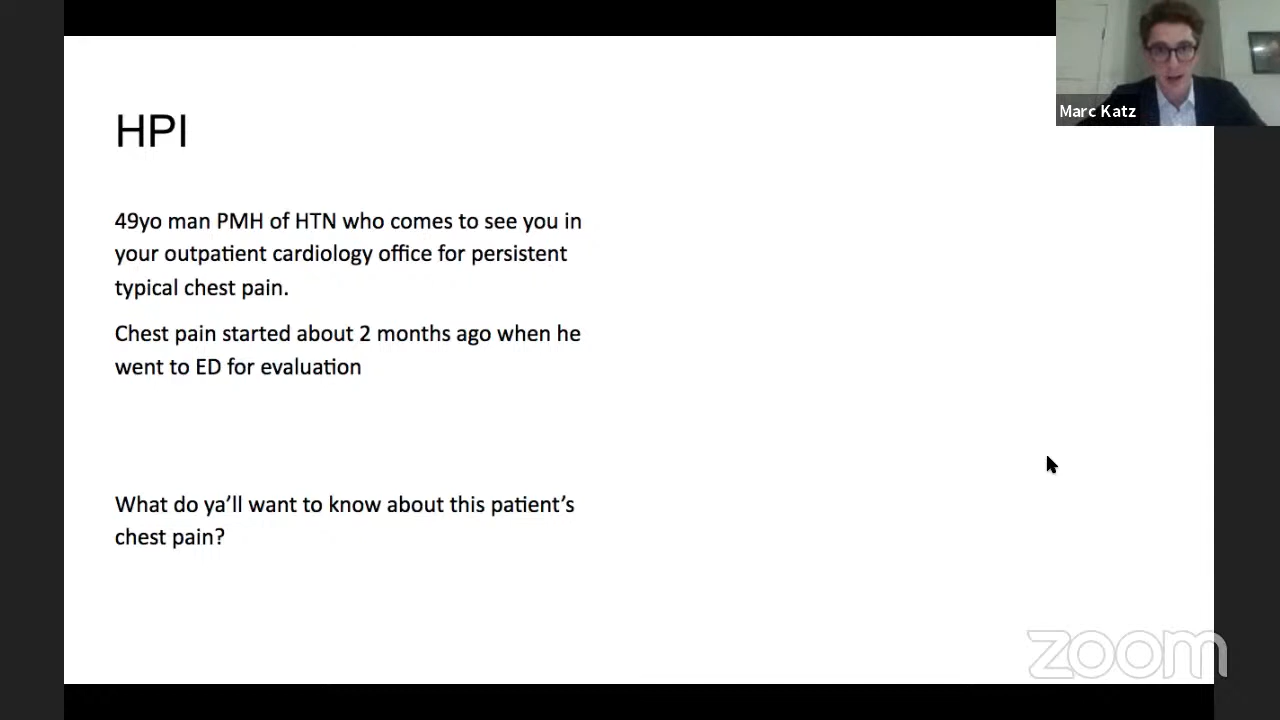 HPI
49yo man PMH of HTN who comes to see you in
your outpatient cardiology office for persistent
typical chest pain.
Chest pain started about 2 months ago when he
went to ED for evaluation
What do ya’ll want to know about this patient’s
chest pain?
Marc Katz
zoom